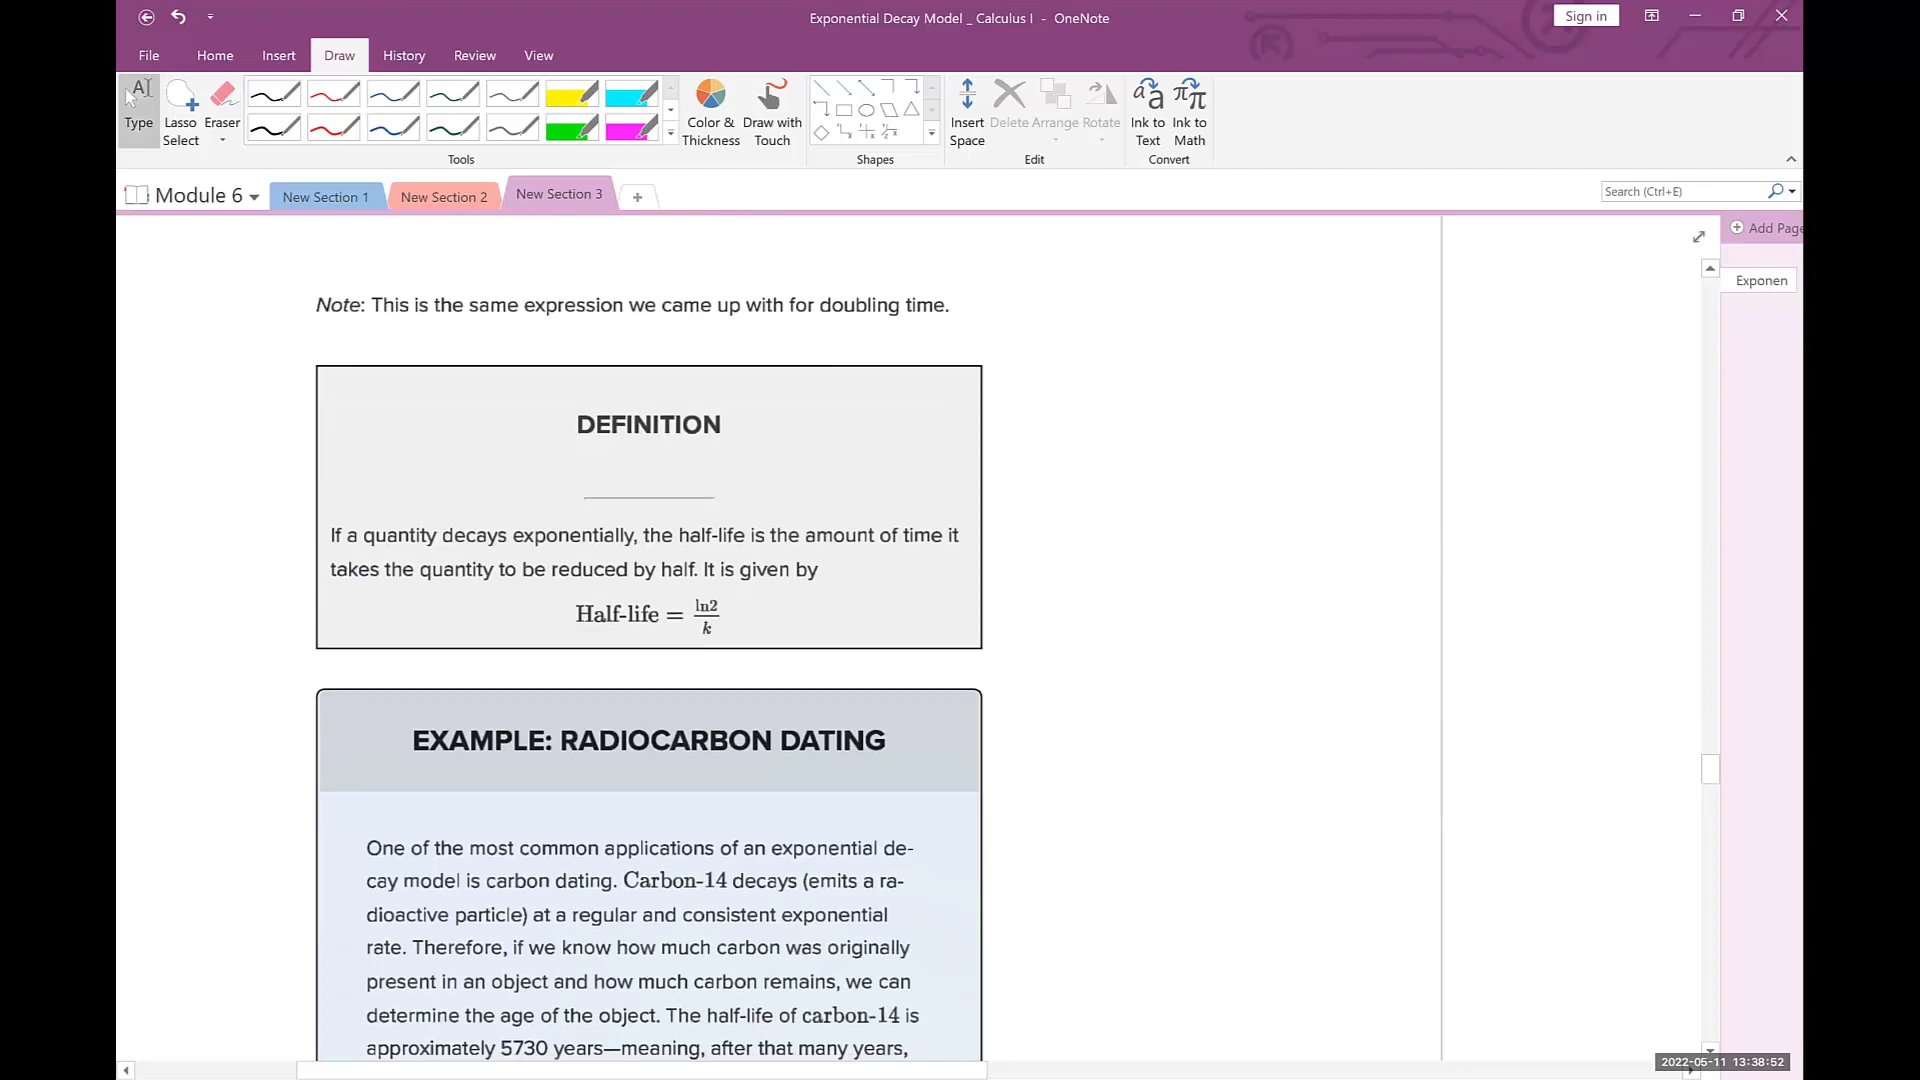 Exponential Decay Model _ Calculus I - OneNote
Sign in
File Home Insert Draw History Review View
Type
Lasso Select
Eraser
Color & Thickness
Draw with Touch
Insert Space
Delete
Arrange
Rotate
Ink to Text
Ink to Math
Tools
Shapes
Edit
Convert
Module 6
New Section 1
New Section 2
New Section 3
Search (Ctrl+E)
Add Page
Exponen
Note: This is the same expression we came up with for doubling time.
DEFINITION
If a quantity decays exponentially, the half-life is the amount of time it
takes the quantity to be reduced by half. It is given by
Half-life = ln2/k
EXAMPLE: RADIOCARBON DATING
One of the most common applications of an exponential de-
cay model is carbon dating. Carbon-14 decays (emits a ra-
dioactive particle) at a regular and consistent exponential
rate. Therefore, if we know how much carbon was originally
present in an object and how much carbon remains, we can
determine the age of the object. The half-life of carbon-14 is
approximately 5730 years—meaning, after that many years,
2022-05-11 13:38:52